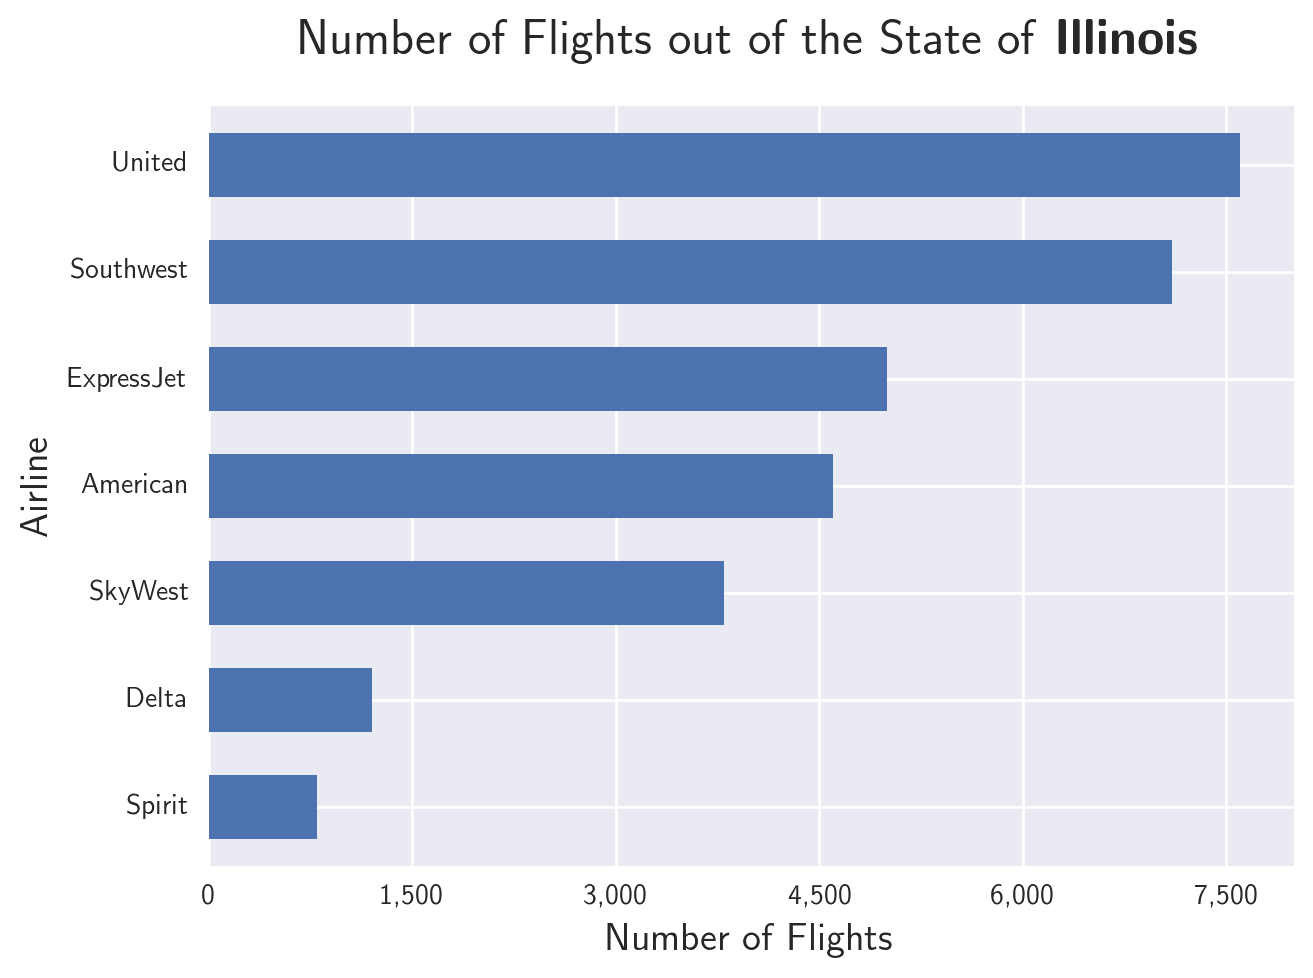 Number of Flights out of the State of Illinois
United
Southwest
ExpressJet
American
SkyWest
Delta
Spirit
Airline
0 1,500 3,000 4,500 6,000 7,500
Number of Flights